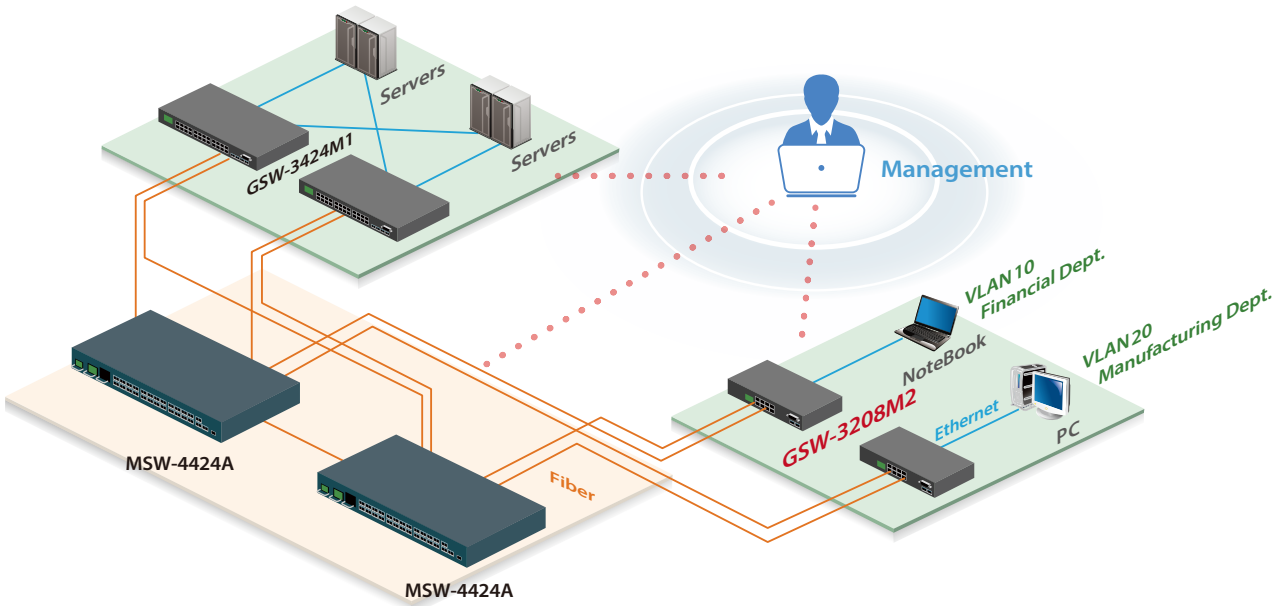 Servers
Servers
GSW-3424M1
Management
VLAN 10
Financial Dept.
VLAN 20
Manufacturing Dept.
NoteBook
GSW-3208M2
Ethernet
PC
MSW-4424A
Fiber
MSW-4424A